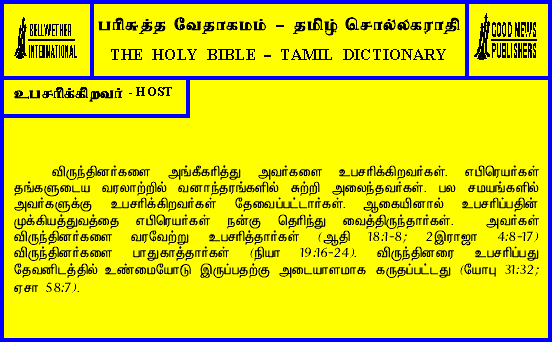 BELLWETHER
INTERNATIONAL
பரிசுத்த வேதாகமம் – தமிழ் சொல்லகராதி
THE HOLY BIBLE – TAMIL DICTIONARY
GOOD NEWS
PUBLISHERS
உபசரிக்கிறவர் - HOST
விருந்தினர்களை அங்கீகரித்து அவர்களை உபசரிக்கிறவர்கள். எபிரெயர்கள்
தங்களுடைய வரலாற்றில் வனாந்தரங்களில் சுற்றி அலைந்தவர்கள். பல சமயங்களில்
அவர்களுக்கு உபசரிக்கிறவர்கள் தேவைப்பட்டார்கள். ஆகையினால் உபசரிப்பதின்
முக்கியத்துவத்தை எபிரெயர்கள் நன்கு தெரிந்து வைத்திருந்தார்கள். அவர்கள்
விருந்தினர்களை வரவேற்று உபசரித்தார்கள் (ஆதி 18:1-8; 2இராஜா 4:8-17)
விருந்தினர்களை பாதுகாத்தார்கள் (நியா 19:16-24). விருந்தினரை உபசரிப்பது
தேவனிடத்தில் உண்மையோடு இருப்பதற்கு அடையாளமாக கருதப்பட்டது (யோபு 31:32;
ஏசா 58:7).